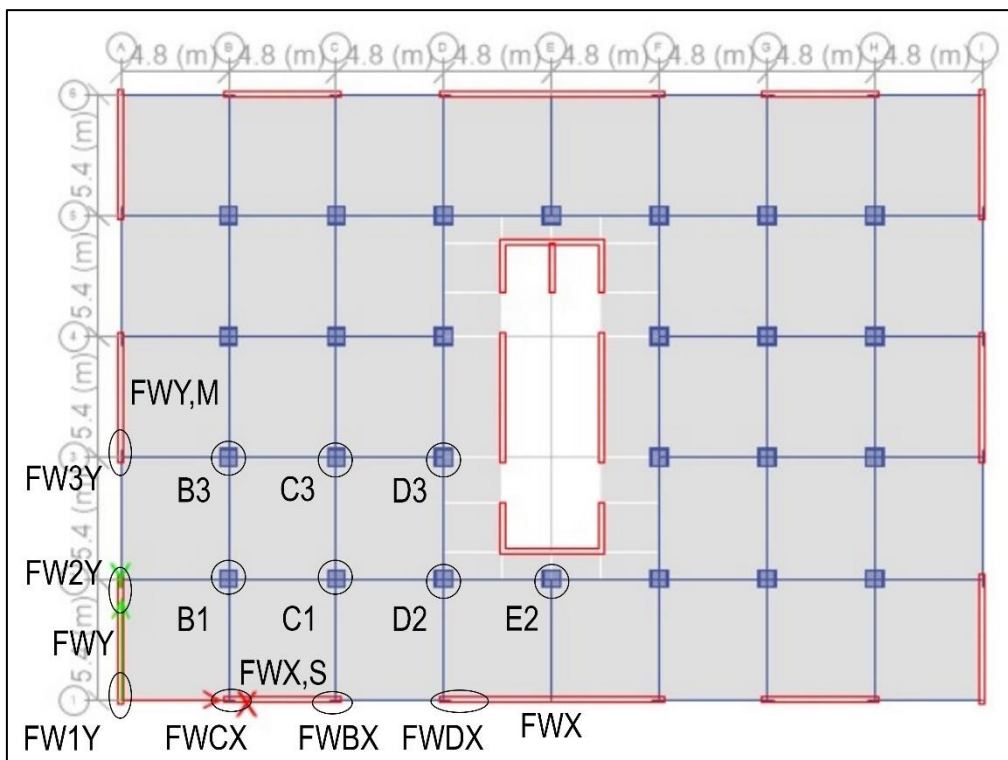 A B C D E F G H I
4.8 (m) 4.8 (m) 4.8 (m) 4.8 (m) 4.8 (m) 4.8 (m) 4.8 (m) 4.8 (m)
6
5.4 (m)
5
5.4 (m)
4
5.4 (m)
FWY,M
3
FW3Y B3 C3 D3
5.4 (m)
2
FW2Y
B1 C1 D2 E2
FWY
5.4 (m)
FWX,S
1
FW1Y FWCX FWBX FWDX FWX